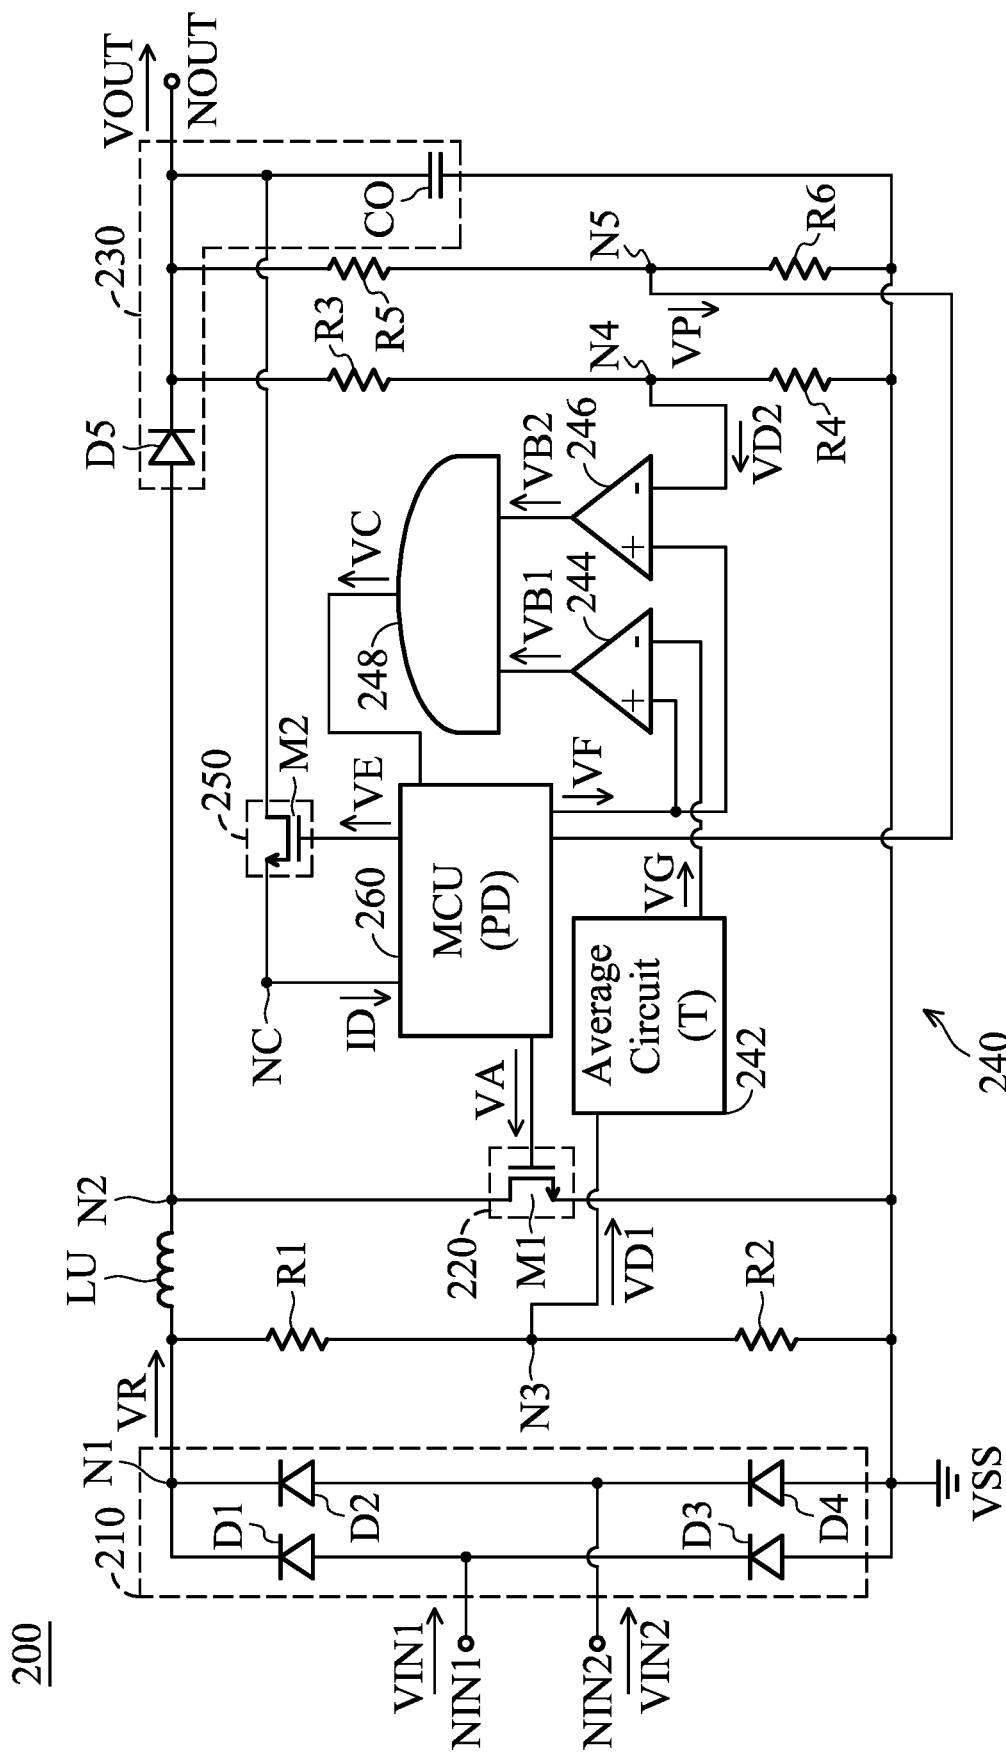 200
210
N1
VR
LU
N2
D5
230
VOUT
NOUT
D1
D2
R1
NC
250
M2
R3
R5
CO
ID
260
VE
248
VC
MCU
(PD)
VA
220
M1
VF
VB1
VB2
244
246
N4
N5
VIN1
NIN1
N3
VD1
Average
Circuit
(T)
242
VG
VP
VD2
NIN2
VIN2
D3
D4
R2
R4
R6
VSS
240
+
-
+
-